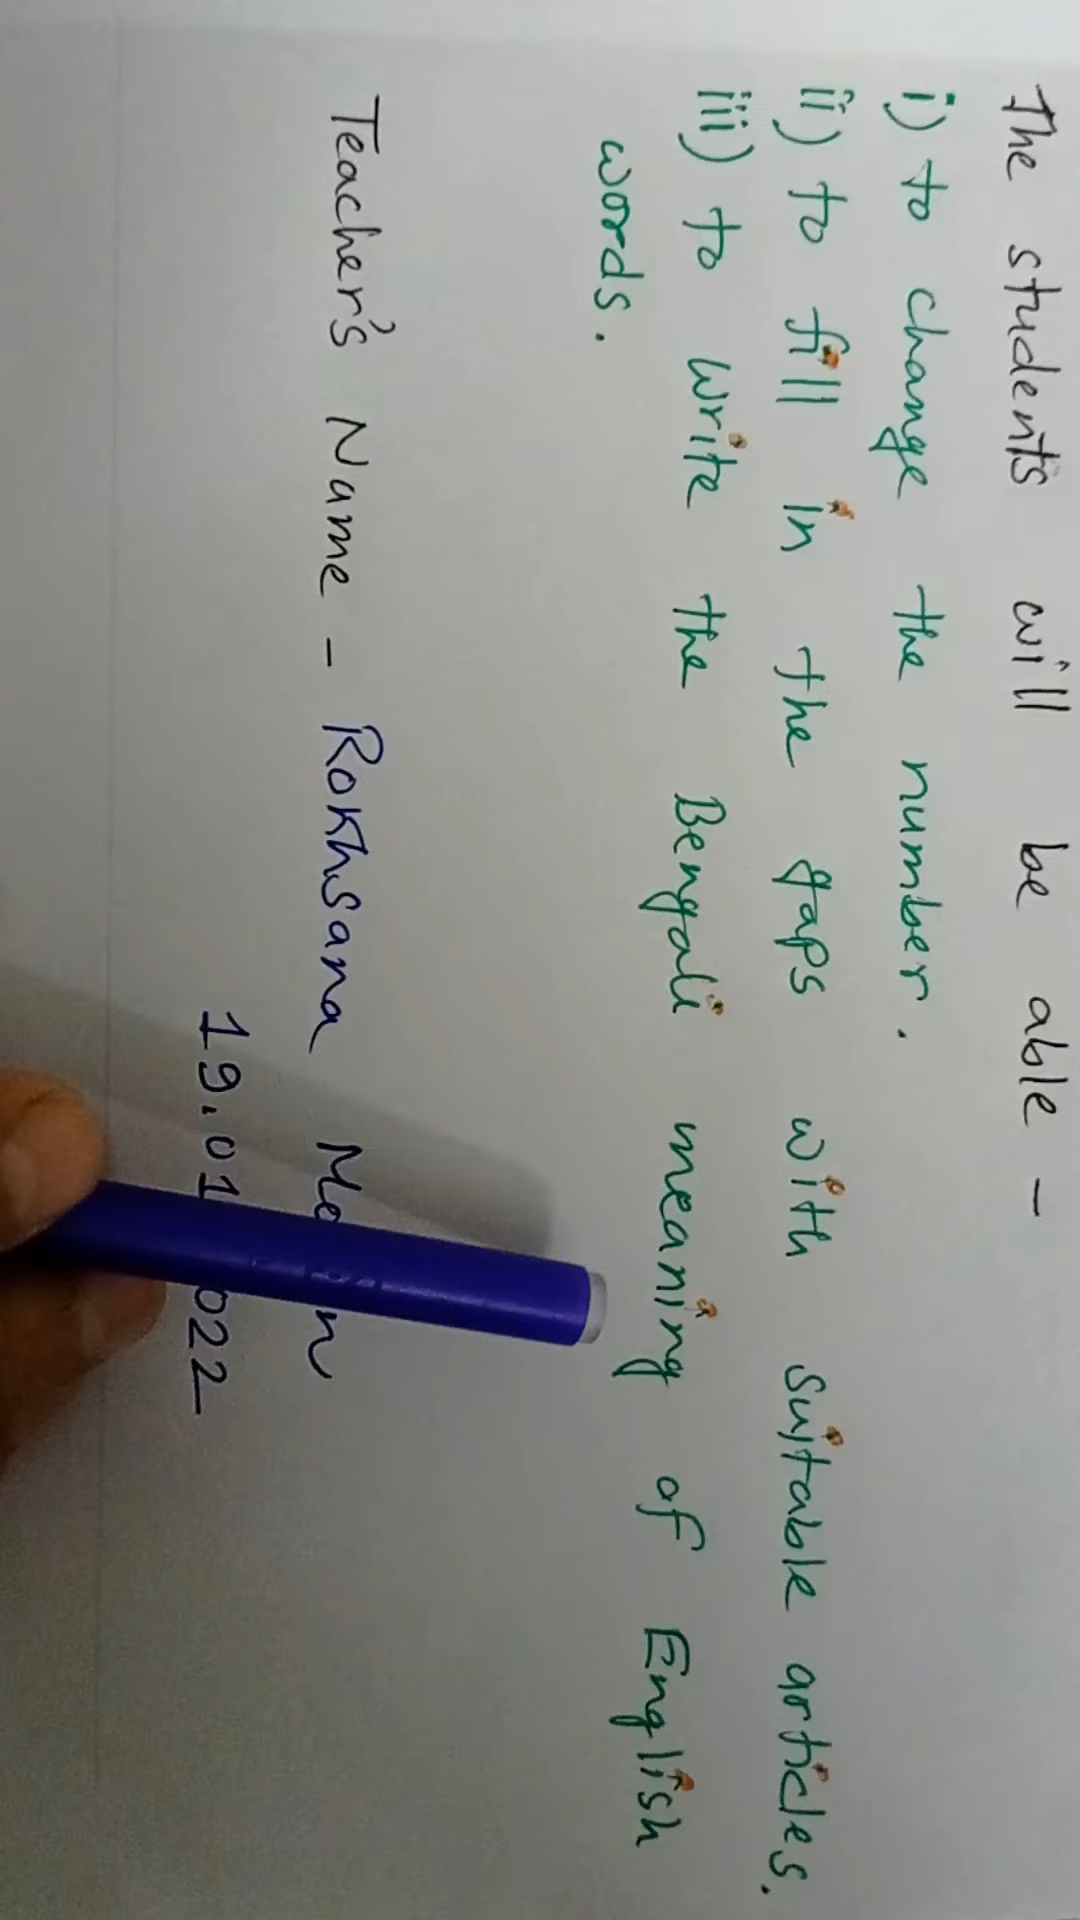 The students will be able -
i) to change the number.
ii) to fill in the gaps with suitable articles.
iii) to write the Bengali meaning of English
words.
Teacher's Name - Rokhsana
19.01 022